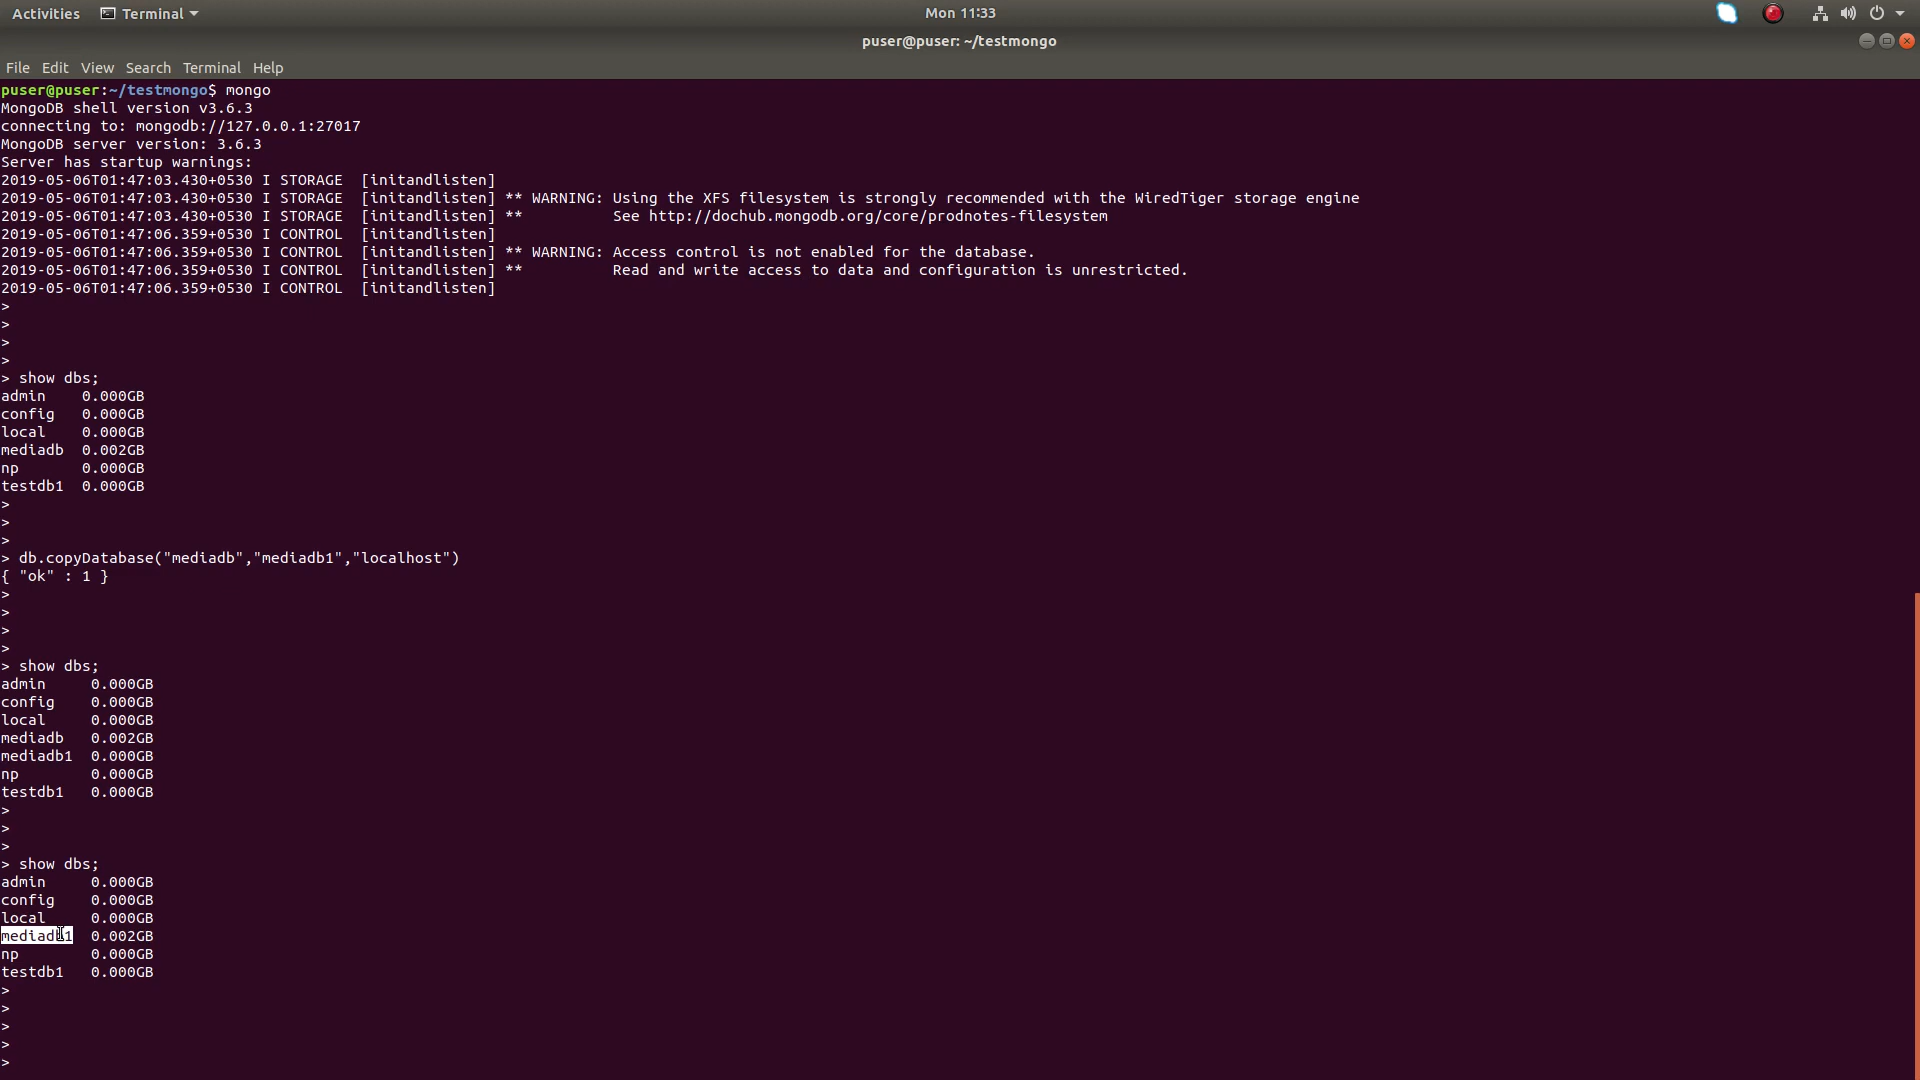 Activities Terminal Mon 11:33
puser@puser: ~/testmongo
File Edit View Search Terminal Help
puser@puser:~/testmongo$ mongo
MongoDB shell version v3.6.3
connecting to: mongodb://127.0.0.1:27017
MongoDB server version: 3.6.3
Server has startup warnings:
2019-05-06T01:47:03.430+0530 I STORAGE  [initandlisten]
2019-05-06T01:47:03.430+0530 I STORAGE  [initandlisten] ** WARNING: Using the XFS filesystem is strongly recommended with the WiredTiger storage engine
2019-05-06T01:47:03.430+0530 I STORAGE  [initandlisten] **          See http://dochub.mongodb.org/core/prodnotes-filesystem
2019-05-06T01:47:06.359+0530 I CONTROL  [initandlisten]
2019-05-06T01:47:06.359+0530 I CONTROL  [initandlisten] ** WARNING: Access control is not enabled for the database.
2019-05-06T01:47:06.359+0530 I CONTROL  [initandlisten] **          Read and write access to data and configuration is unrestricted.
2019-05-06T01:47:06.359+0530 I CONTROL  [initandlisten]
>
>
>
>
> show dbs;
admin    0.000GB
config   0.000GB
local    0.000GB
mediadb  0.002GB
np       0.000GB
testdb1  0.000GB
>
>
>
> db.copyDatabase("mediadb","mediadb1","localhost")
{ "ok" : 1 }
>
>
>
>
> show dbs;
admin     0.000GB
config    0.000GB
local     0.000GB
mediadb   0.002GB
mediadb1  0.000GB
np        0.000GB
testdb1   0.000GB
>
>
>
> show dbs;
admin     0.000GB
config    0.000GB
local     0.000GB
mediadb1  0.002GB
np        0.000GB
testdb1   0.000GB
>
>
>
>
>